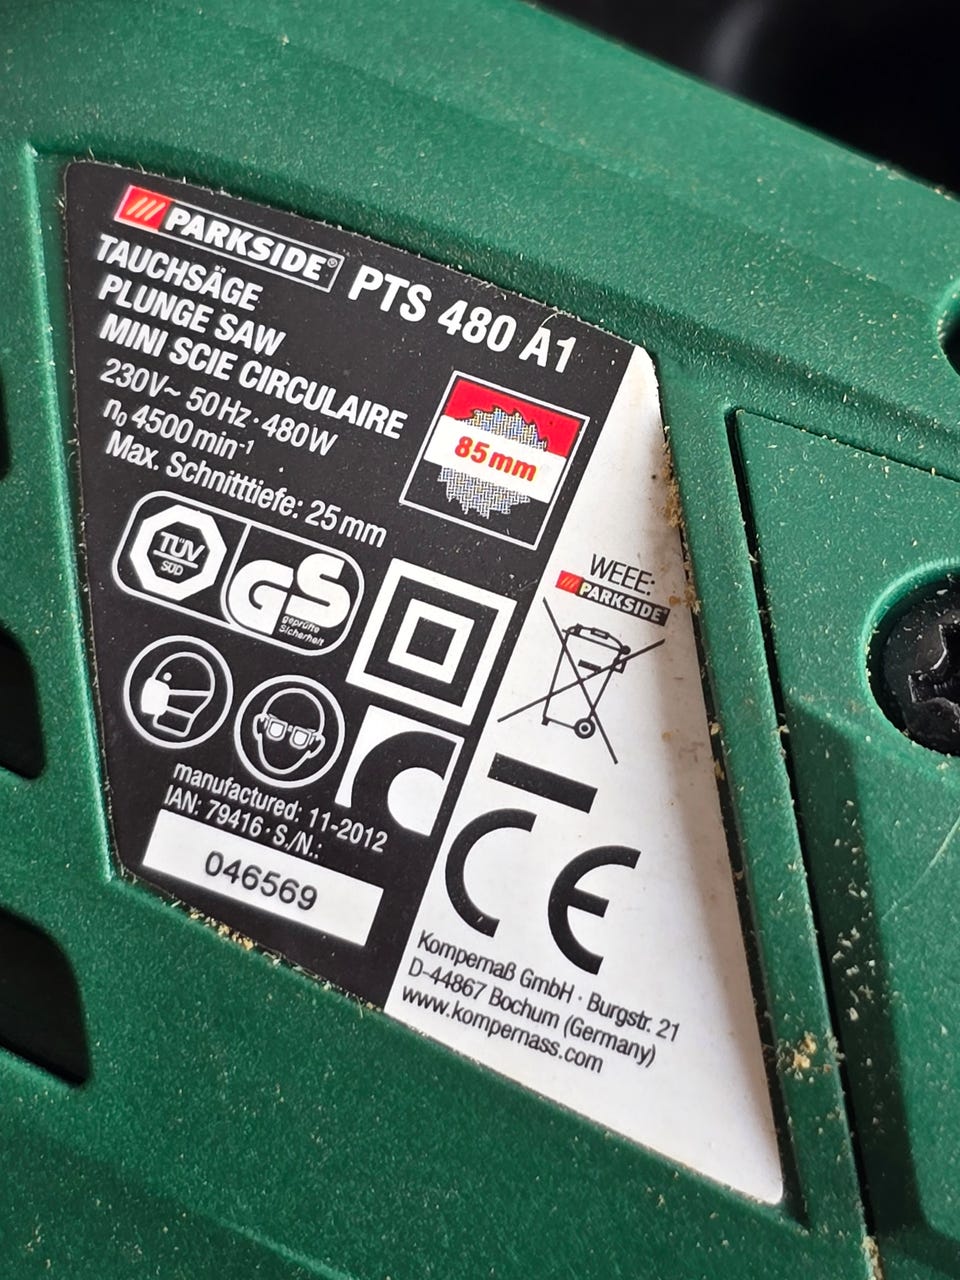 PARKSIDE® PTS 480 A1
TAUCHSÄGE
PLUNGE SAW
MINI SCIE CIRCULAIRE
230V~ 50Hz · 480W
n₀ 4500 min⁻¹
Max. Schnitttiefe: 25 mm
85mm
TÜV
SÜD
GS
geprüfte
Sicherheit
manufactured: 11-2012
IAN: 79416 · S./N.:
046569
WEEE:
PARKSIDE®
CE
Kompernaß GmbH · Burgstr. 21
D-44867 Bochum (Germany)
www.kompernass.com